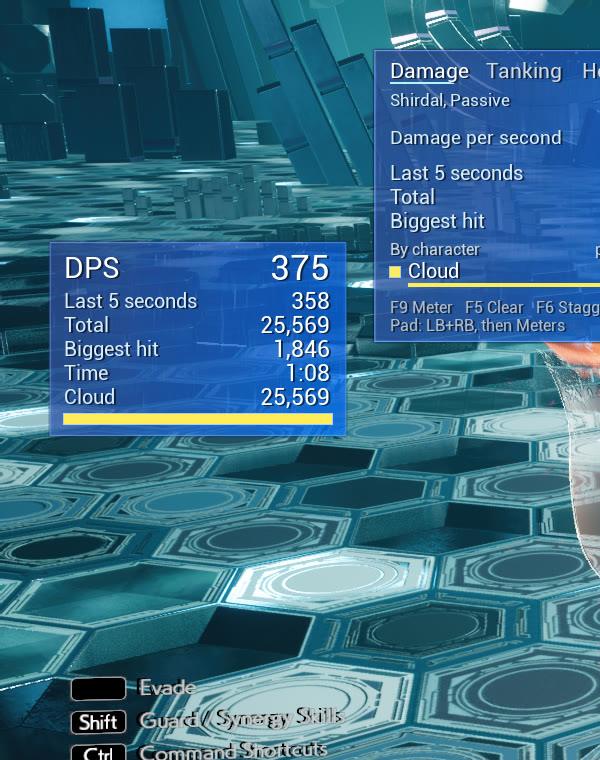 Damage Tanking
Shirdal, Passive
Damage per second
Last 5 seconds
Total
Biggest hit
By character
Cloud
F9 Meter F5 Clear F6 Stagg
Pad: LB+RB, then Meters
DPS 375
Last 5 seconds 358
Total 25,569
Biggest hit 1,846
Time 1:08
Cloud 25,569
Evade
Shift Guard / Synergy Skills
Ctrl Command Shortcuts